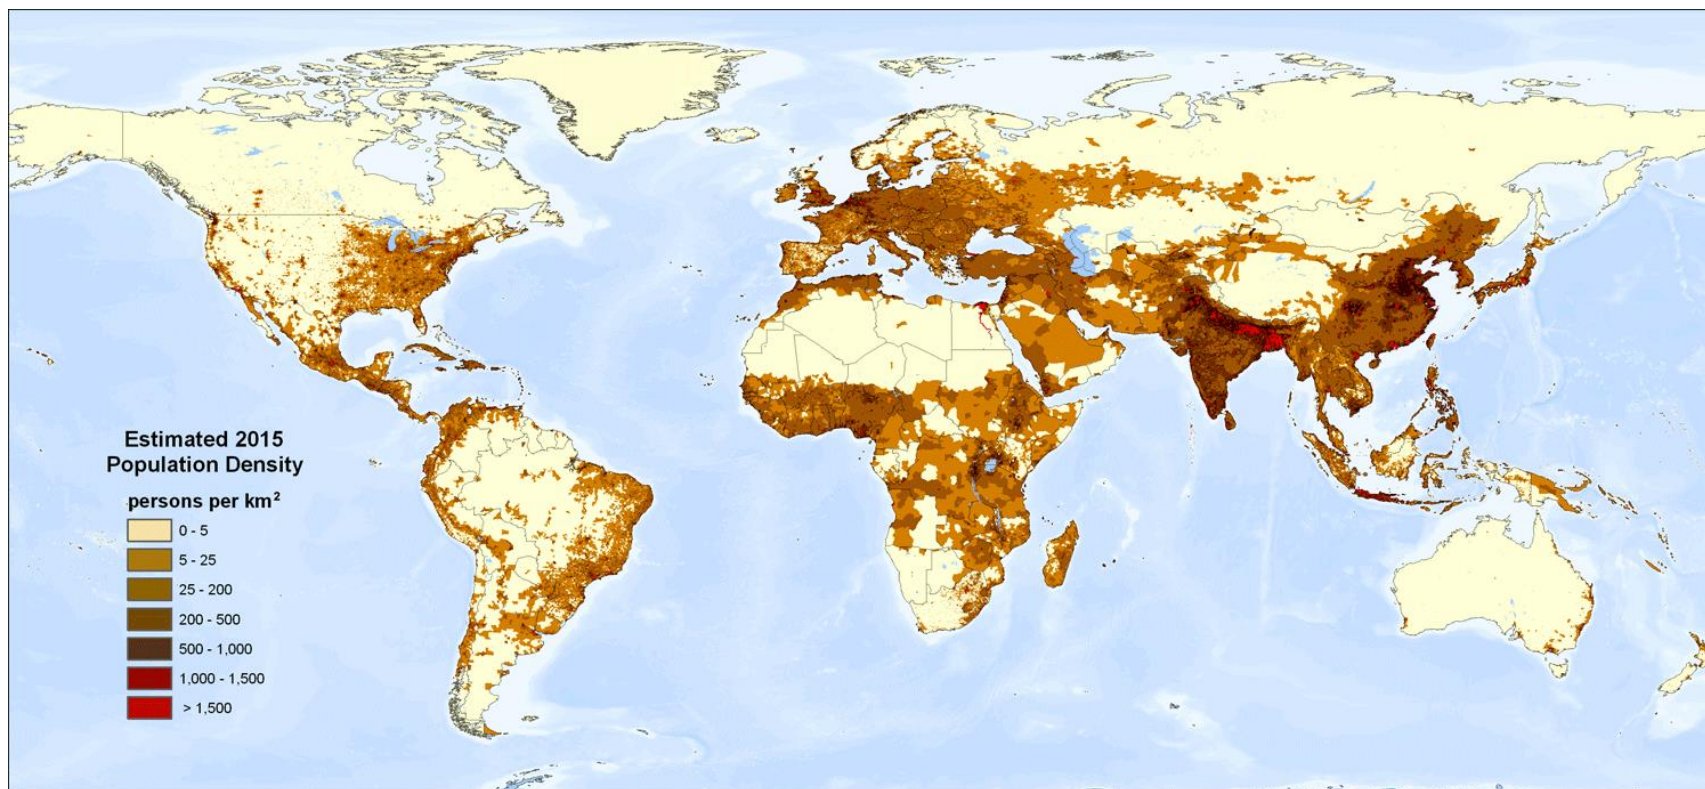 Estimated 2015
Population Density
persons per km²
0 - 5
5 - 25
25 - 200
200 - 500
500 - 1,000
1,000 - 1,500
> 1,500